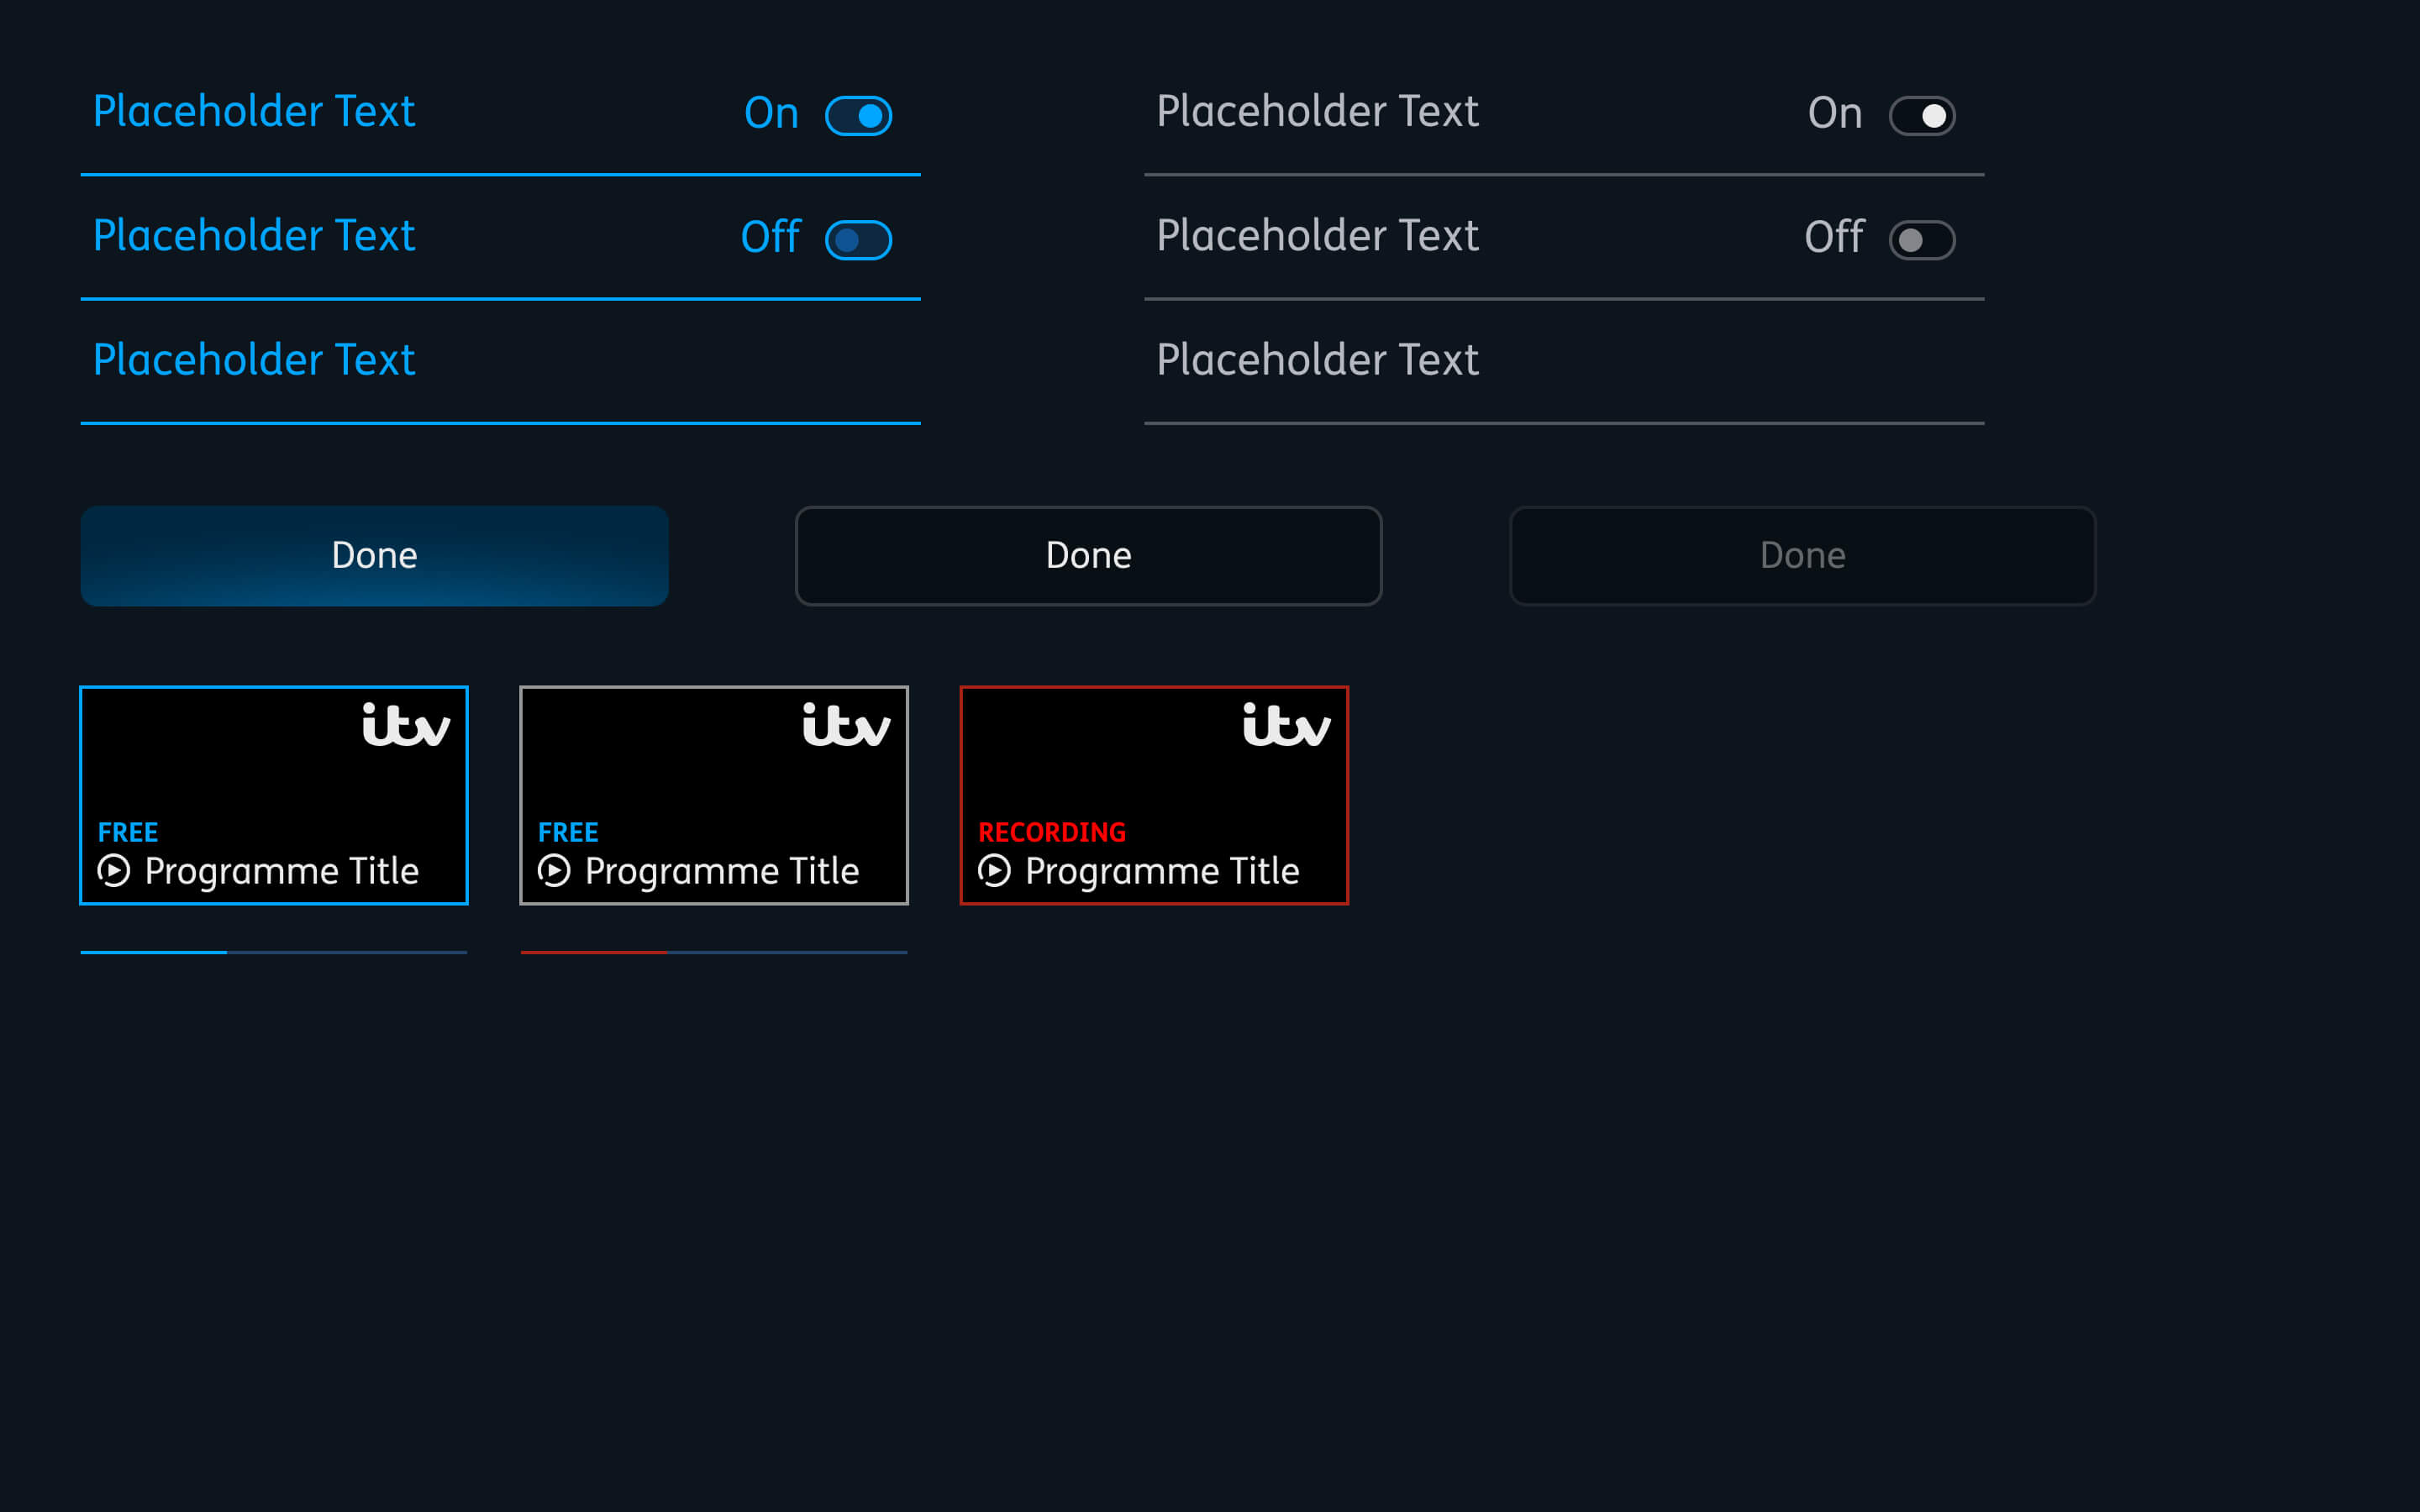 Placeholder Text On
Placeholder Text On
Placeholder Text Off
Placeholder Text Off
Placeholder Text
Placeholder Text
Done
Done
Done
itv
FREE
Programme Title
itv
FREE
Programme Title
itv
RECORDING
Programme Title